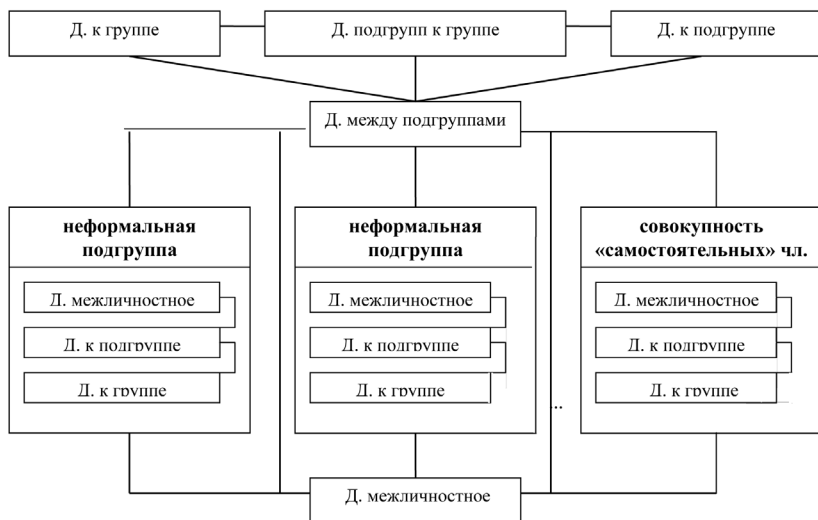 Д. к группе
Д. подгрупп к группе
Д. к подгруппе
Д. между подгруппами
неформальная
подгруппа
Д. межличностное
Д. к подгруппе
Д. к группе
неформальная
подгруппа
Д. межличностное
Д. к подгруппе
Д. к группе
...
совокупность
«самостоятельных» чл.
Д. межличностное
Д. к подгруппе
Д. к группе
Д. межличностное